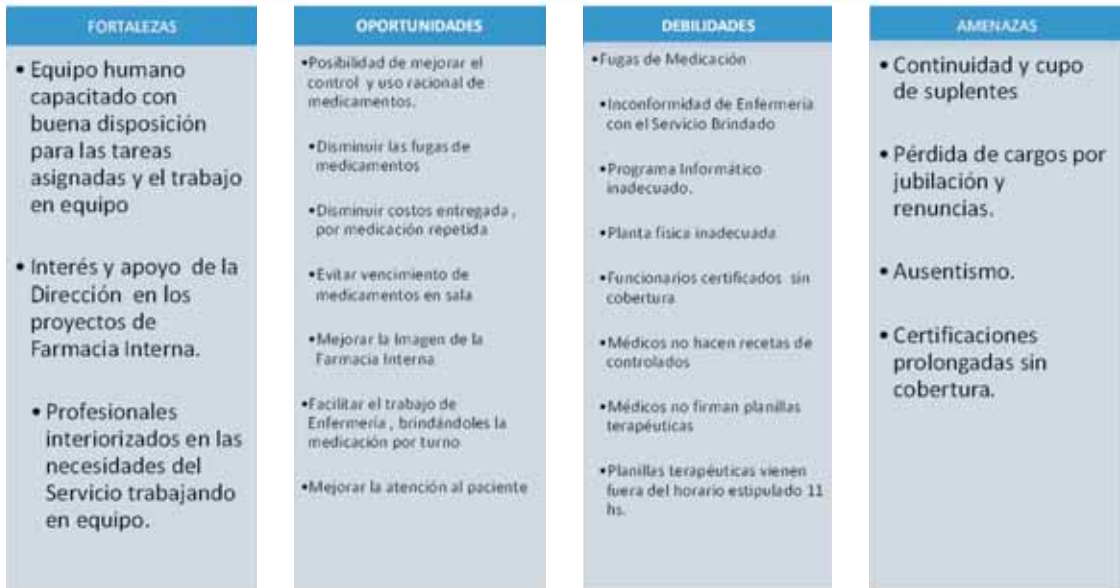 FORTALEZAS
• Equipo humano
capacitado con
buena disposición
para las tareas
asignadas y el trabajo
en equipo
• Interés y apoyo de la
Dirección en los
proyectos de
Farmacia Interna.
• Profesionales
interiorizados en las
necesidades del
Servicio trabajando
en equipo.
OPORTUNIDADES
•Posibilidad de mejorar el
control y uso racional de
medicamentos.
•Disminuir las fugas de
medicamentos
•Disminuir costos entregada ,
por medicación repetida
•Evitar vencimiento de
medicamentos en sala
•Mejorar la Imagen de la
Farmacia Interna
•Facilitar el trabajo de
Enfermería , brindándoles la
medicación por turno
•Mejorar la atención al paciente
DEBILIDADES
•Fugas de Medicación
•Inconformidad de Enfermería
con el Servicio Brindado
•Programa Informático
inadecuado.
•Planta física inadecuada
•Funcionarios certificados sin
cobertura
•Médicos no hacen recetas de
controlados
•Médicos no firman planillas
terapéuticas
•Planillas terapéuticas vienen
fuera del horario estipulado 11
hs.
AMENAZAS
• Continuidad y cupo
de suplentes
• Pérdida de cargos por
jubilación y
renuncias.
• Ausentismo.
• Certificaciones
prolongadas sin
cobertura.